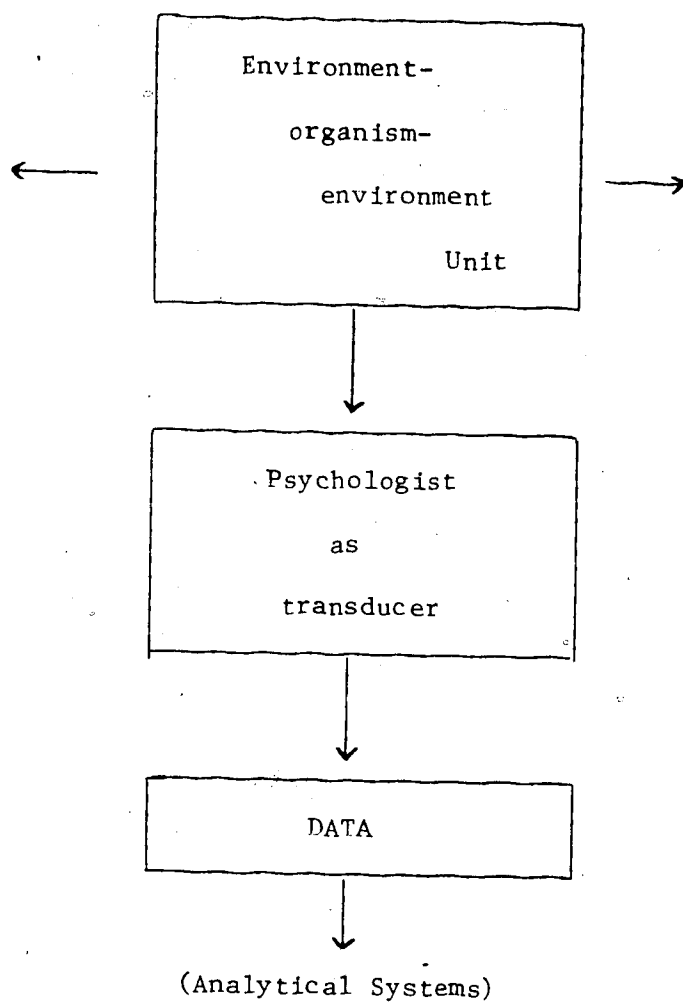 Environment-
organism-
environment
Unit
Psychologist
as
transducer
DATA
(Analytical Systems)